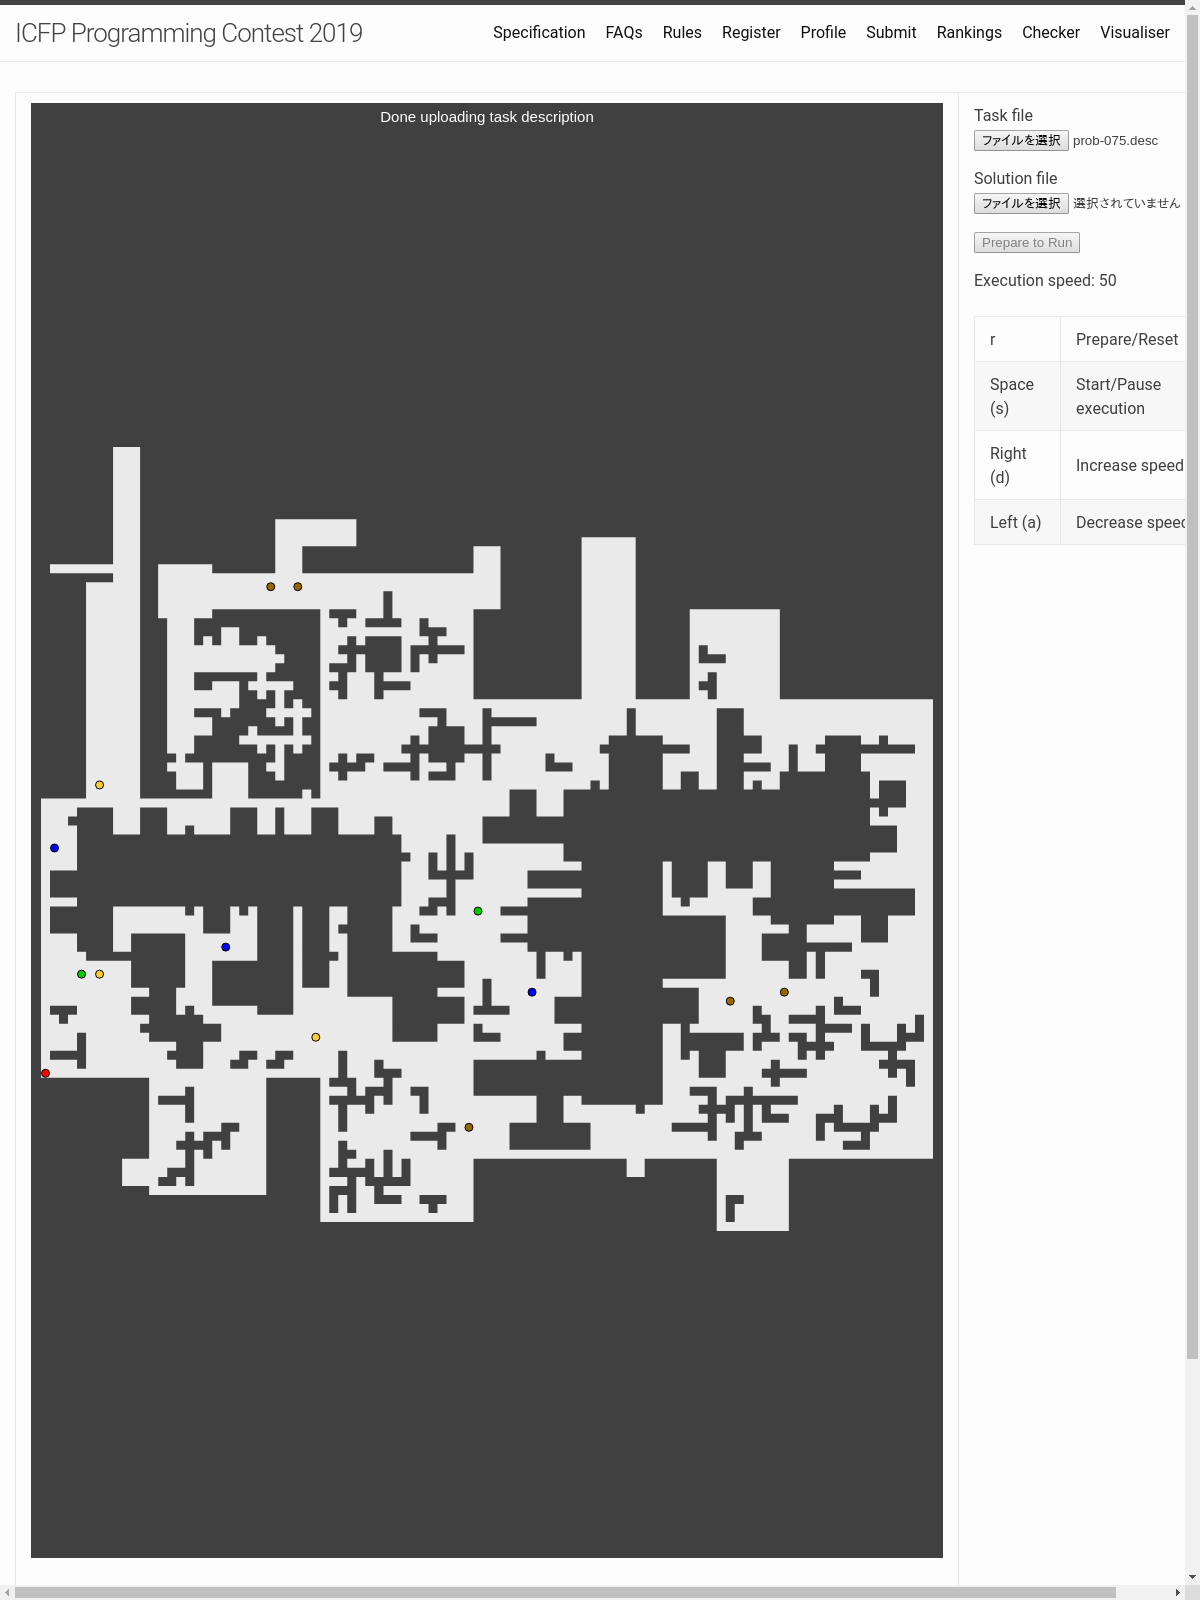 ICFP Programming Contest 2019
Specification FAQs Rules Register Profile Submit Rankings Checker Visualiser
Done uploading task description
Task file
ファイルを選択 prob-075.desc
Solution file
ファイルを選択 選択されていません
Prepare to Run
Execution speed: 50
r Prepare/Reset
Space (s) Start/Pause execution
Right (d) Increase speed
Left (a) Decrease speed